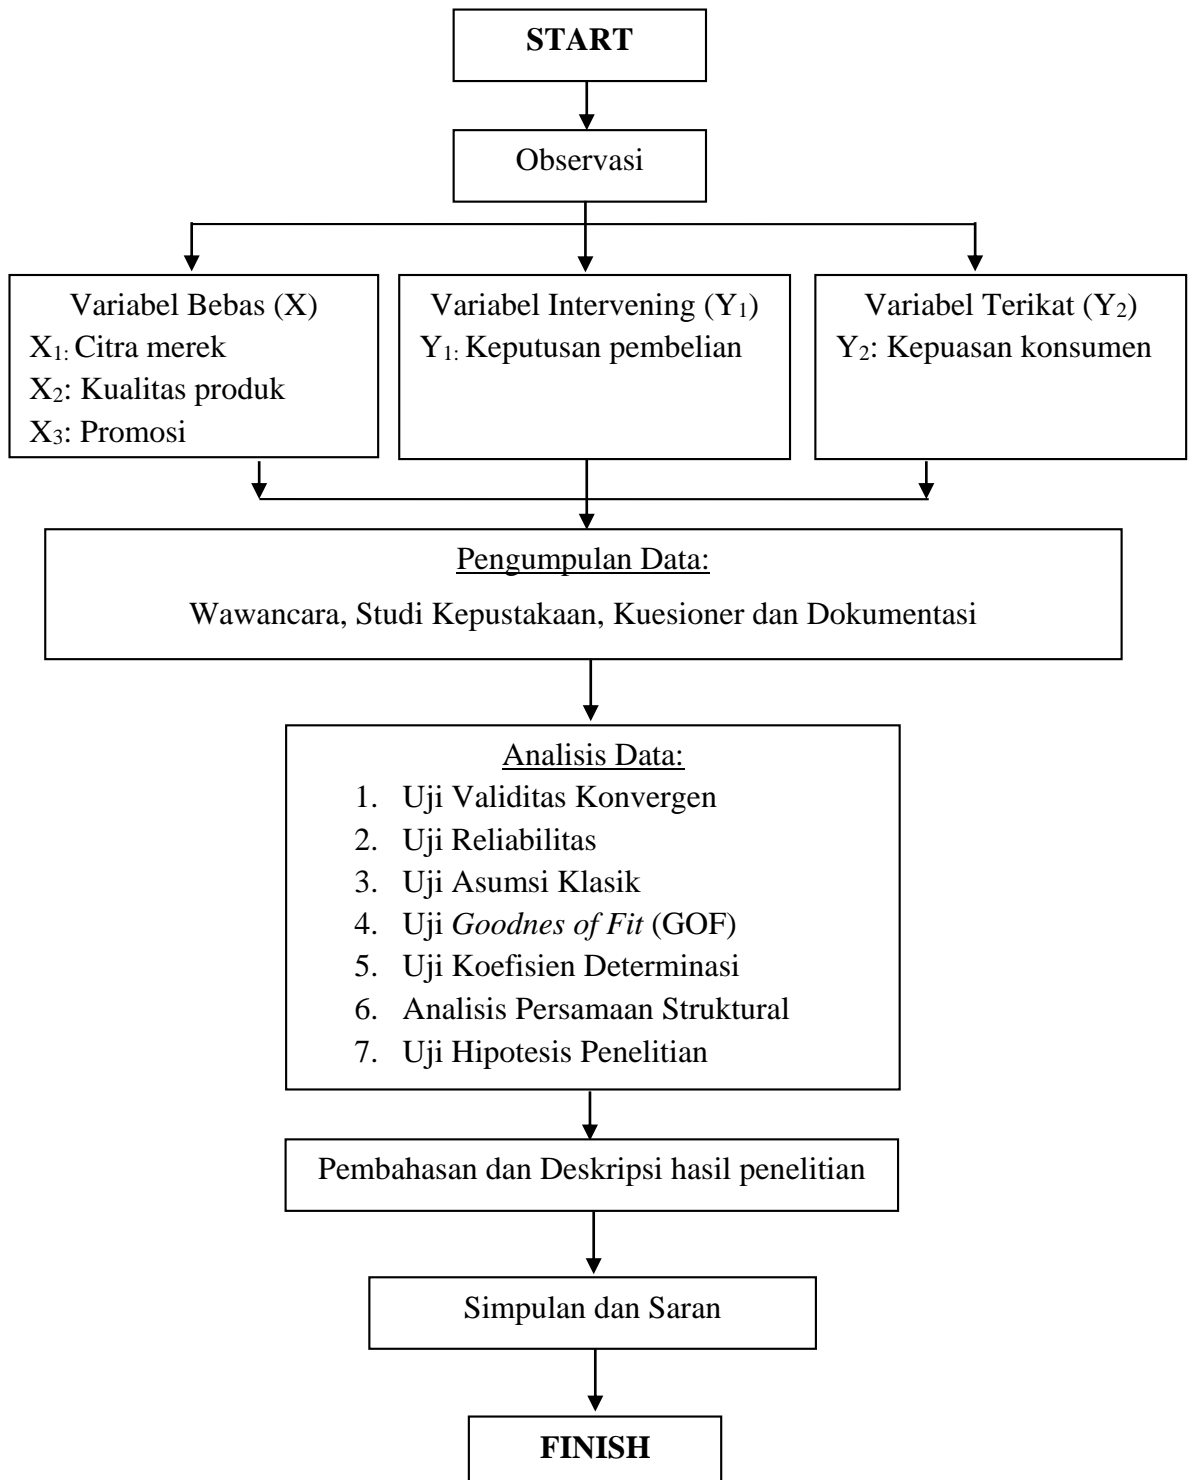 START
Observasi
Variabel Bebas (X)
X₁: Citra merek
X₂: Kualitas produk
X₃: Promosi
Variabel Intervening (Y₁)
Y₁: Keputusan pembelian
Variabel Terikat (Y₂)
Y₂: Kepuasan konsumen
Pengumpulan Data:
Wawancara, Studi Kepustakaan, Kuesioner dan Dokumentasi
Analisis Data:
1. Uji Validitas Konvergen
2. Uji Reliabilitas
3. Uji Asumsi Klasik
4. Uji Goodnes of Fit (GOF)
5. Uji Koefisien Determinasi
6. Analisis Persamaan Struktural
7. Uji Hipotesis Penelitian
Pembahasan dan Deskripsi hasil penelitian
Simpulan dan Saran
FINISH